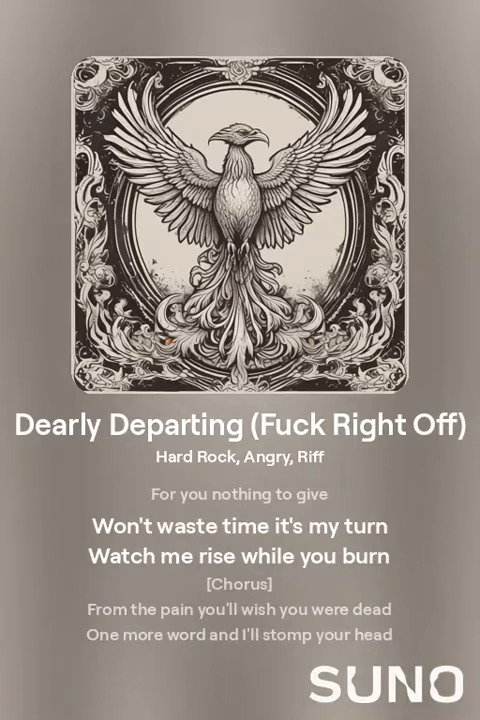 Dearly Departing (Fuck Right Off)
Hard Rock, Angry, Riff
For you nothing to give
Won't waste time it's my turn
Watch me rise while you burn
[Chorus]
From the pain you'll wish you were dead
One more word and I'll stomp your head
SUNO